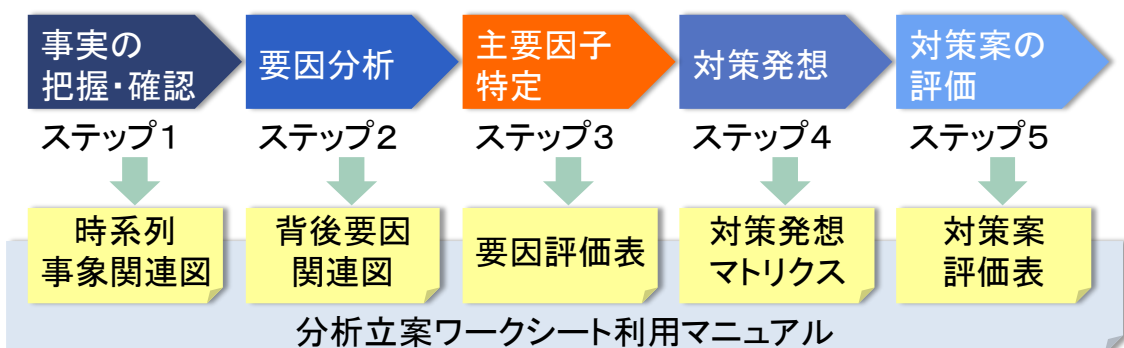 事実の
把握・確認
要因分析
主要因子
特定
対策発想
対策案の
評価
ステップ１
ステップ２
ステップ３
ステップ４
ステップ５
時系列
事象関連図
背後要因
関連図
要因評価表
対策発想
マトリクス
対策案
評価表
分析立案ワークシート利用マニュアル